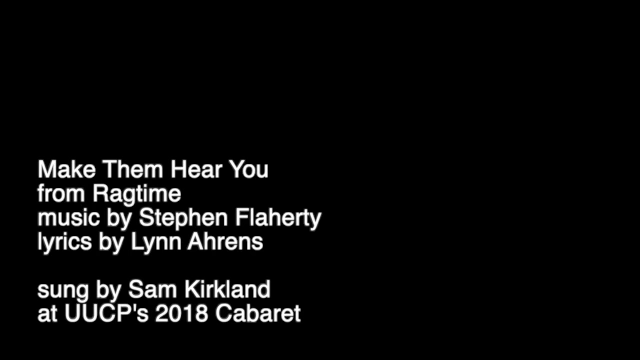 Make Them Hear You
from Ragtime
music by Stephen Flaherty
lyrics by Lynn Ahrens
sung by Sam Kirkland
at UUCP's 2018 Cabaret